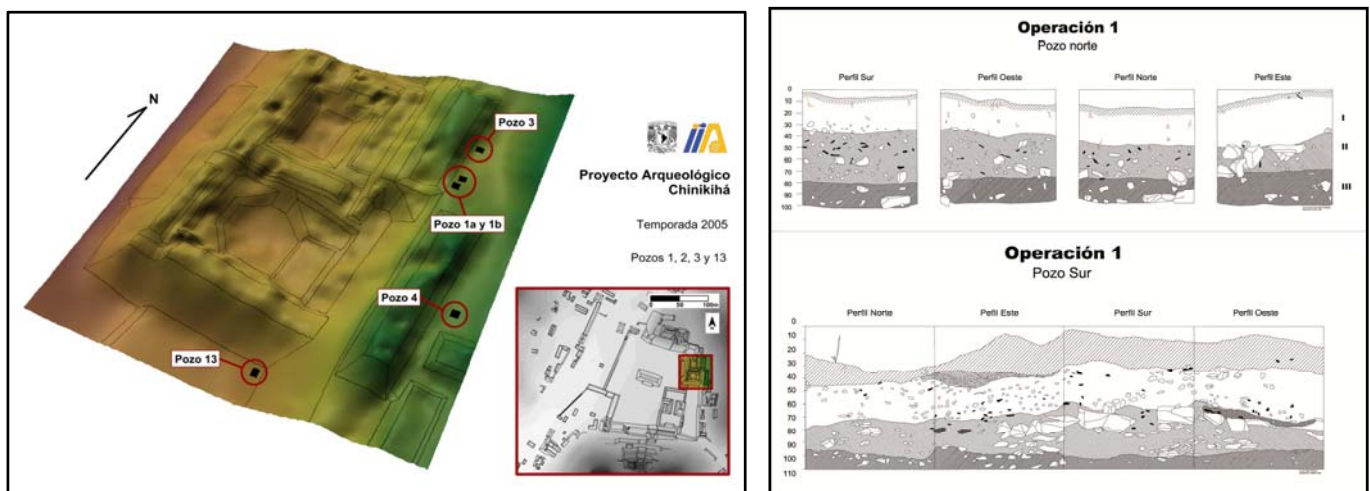 N
Pozo 3
Pozo 1a y 1b
Proyecto Arqueológico
Chinikihá
Temporada 2005
Pozos 1, 2, 3 y 13
Pozo 4
Pozo 13
0 50 100m
Operación 1
Pozo norte
Perfil Sur Perfil Oeste Perfil Norte Perfil Este
0
10
20
30
40
50
60
70
80
90
100
I
II
III
Operación 1
Pozo Sur
Perfil Norte Perfil Este Perfil Sur Perfil Oeste
0
10
20
30
40
50
60
70
80
90
100
110